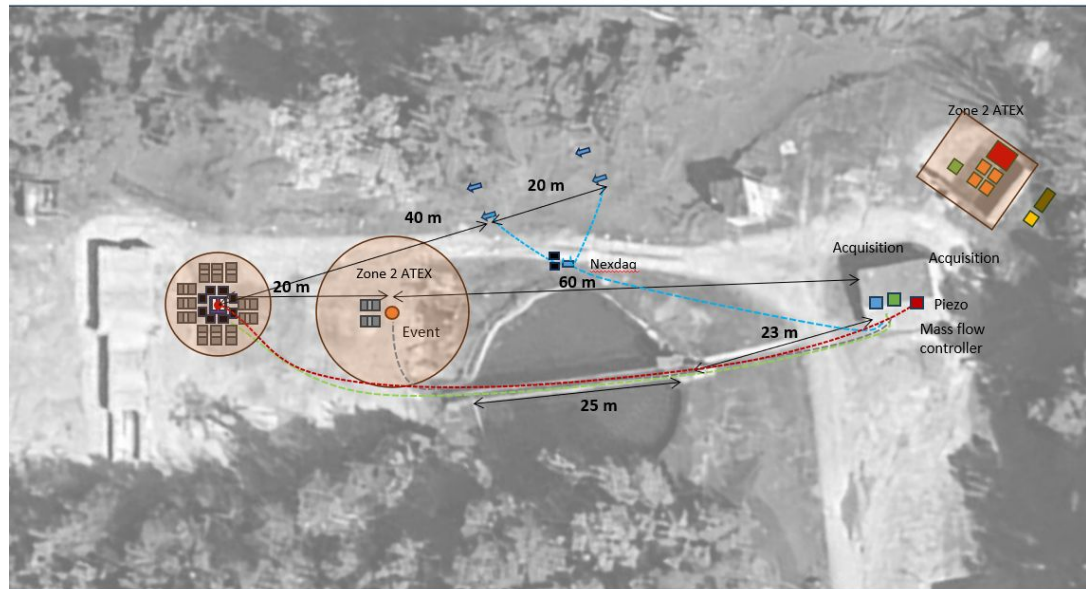 Zone 2 ATEX
20 m
40 m
Acquisition
Acquisition
Nexdaq
Zone 2 ATEX
20 m
60 m
Piezo
Event
23 m
Mass flow
controller
25 m